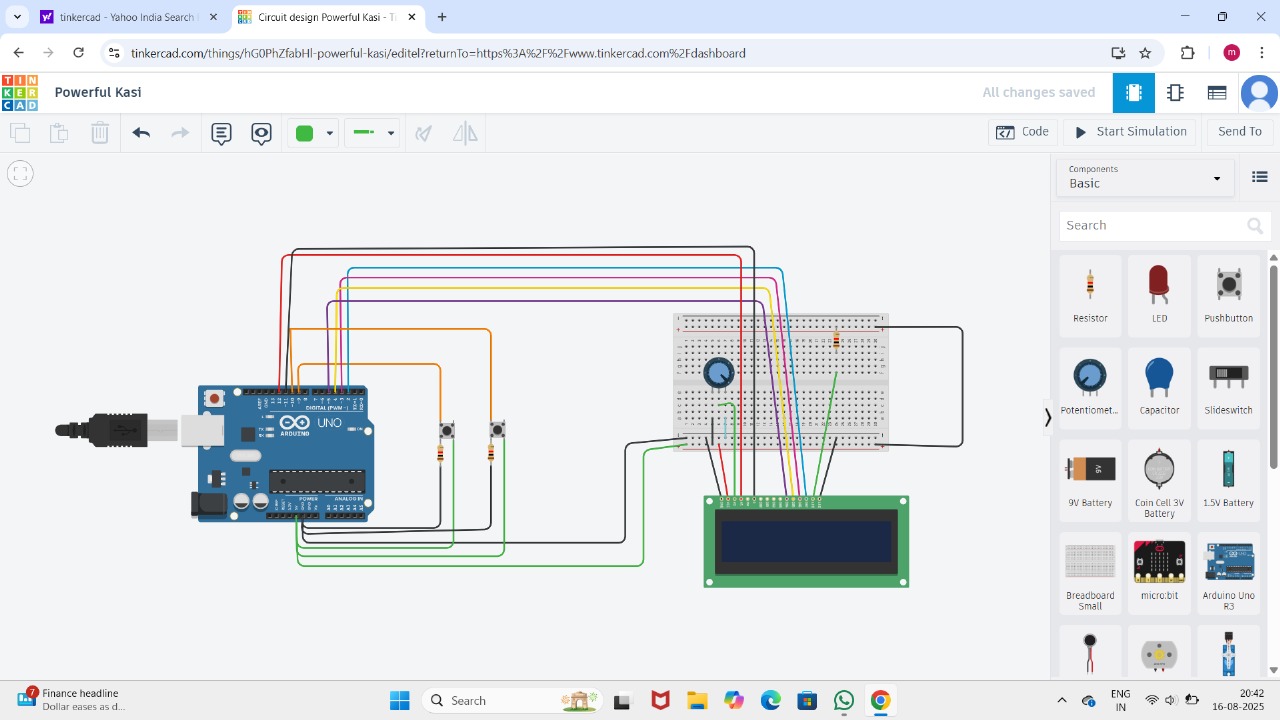 tinkercad - Yahoo India Search
Circuit design Powerful Kasi - Ti
tinkercad.com/things/hG0PhZfabHl-powerful-kasi/editel?returnTo=https%3A%2F%2Fwww.tinkercad.com%2Fdashboard
m
TIN
KER
CAD
Powerful Kasi
All changes saved
Code
Start Simulation
Send To
Components
Basic
Search
Resistor
LED
Pushbutton
Potentiomet...
Capacitor
Slideswitch
9V Battery
Coin Cell 3V
Battery
1.5V Battery
Breadboard
Small
micro:bit
Arduino Uno
R3
DIGITAL (PWM ~)
UNO
ARDUINO
POWER
ANALOG IN
7
Finance headline
Dollar eases as...
Search
ENG
IN
20:42
16-08-2025